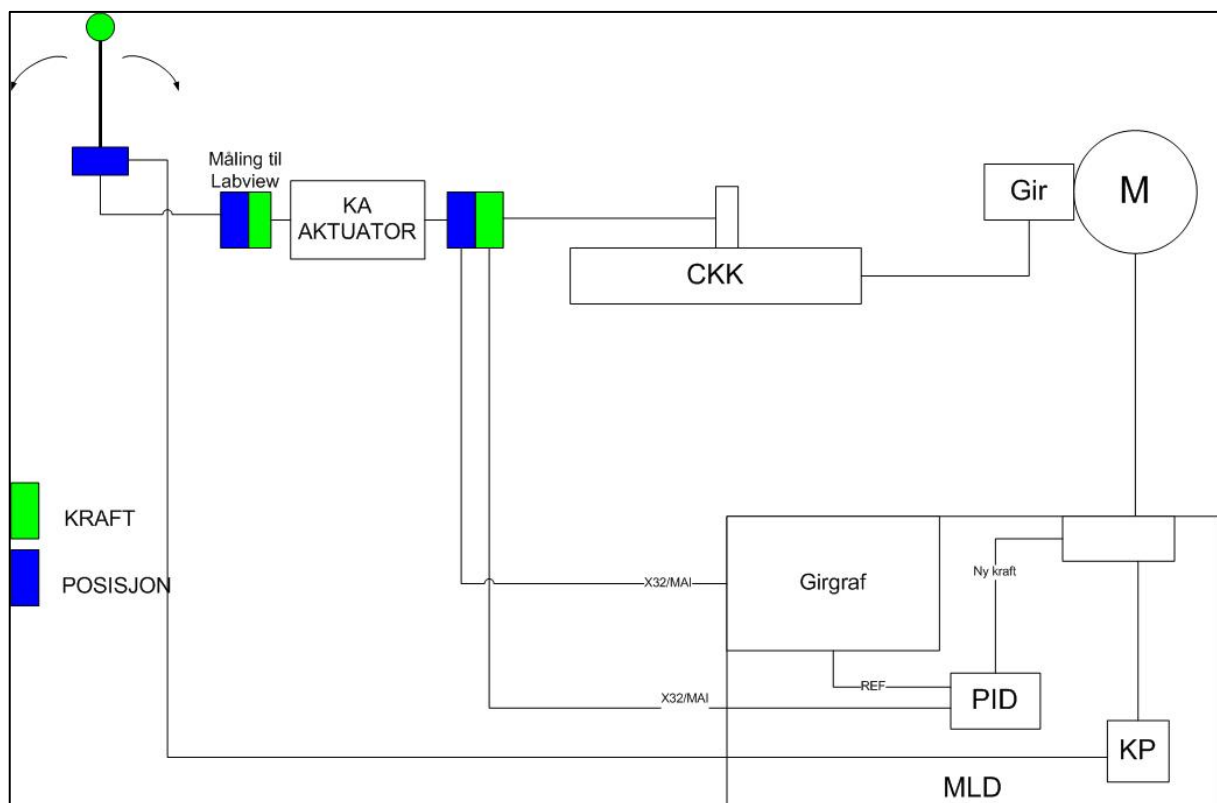 Måling til
Labview
KA
AKTUATOR
CKK
Gir
M
KRAFT
POSISJON
X32/MAI
Girgraf
Ny kraft
REF
X32/MAI
PID
KP
MLD